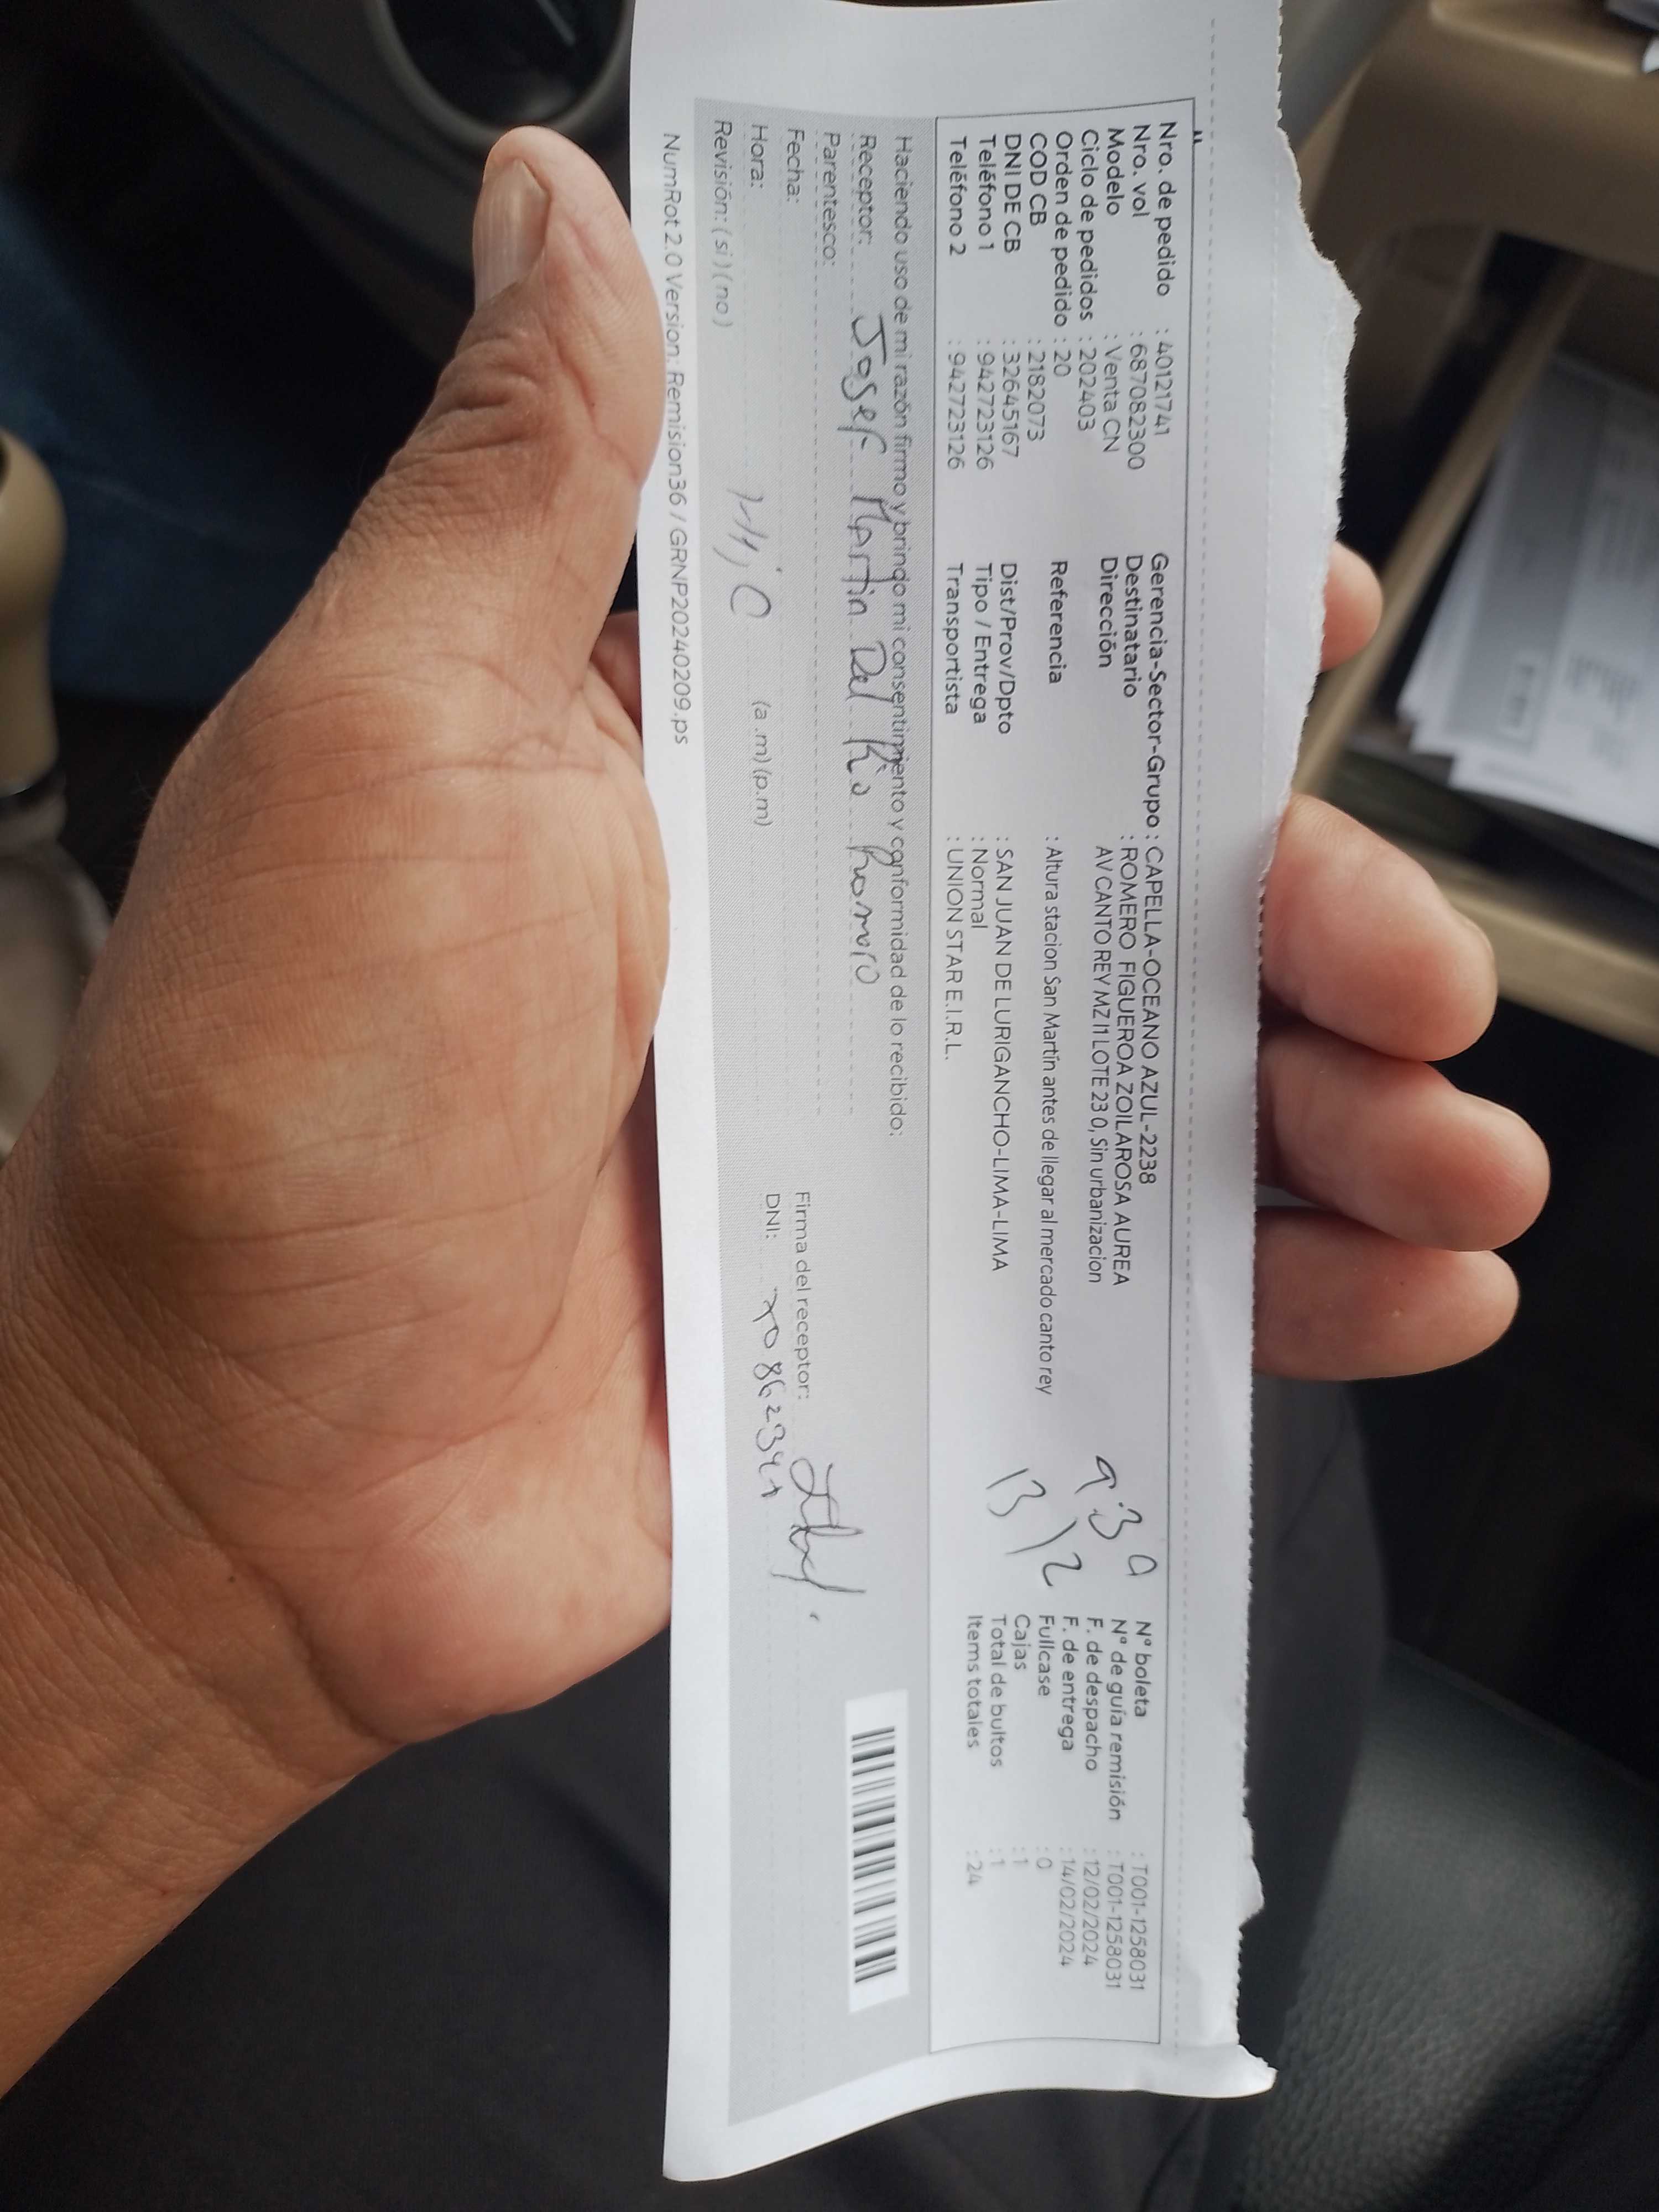 Nro. de pedido : 40121741
Nro. vol : 687082300
Modelo : Venta CN
Ciclo de pedidos : 202403
Orden de pedido : 20
COD CB : 2182073
DNI DE CB : 32645167
Teléfono 1 : 942723126
Teléfono 2 : 942723126
Gerencia-Sector-Grupo : CAPELLA-OCEANO AZUL-2238
Destinatario : ROMERO FIGUEROA ZOILAROSA AUREA
Dirección AV CANTO REY MZ I1 LOTE 23 0, Sin urbanizacion
Referencia : Altura stacion San Martín antes de llegar al mercado canto rey
Dist/Prov/Dpto : SAN JUAN DE LURIGANCHO-LIMA-LIMA
Tipo / Entrega : Normal
Transportista : UNION STAR E.I.R.L.
9:30
13/2
N° boleta : T001-1258031
N° de guía remisión : T001-1258031
F. de despacho : 12/02/2024
F. de entrega : 14/02/2024
Fullcase : 0
Cajas : 1
Total de bultos : 1
Items totales : 24
Haciendo uso de mi razón firmo y brindo mi consentimiento y conformidad de lo recibido:
Receptor: Josef Martin Del Rio Romero
Parentesco:
Fecha:
Hora: (a.m) (p.m)
Revisión: ( si ) ( no )
Firma del receptor:
DNI:
NumRot 2.0 Version: Remision36 / GRNP20240209.ps